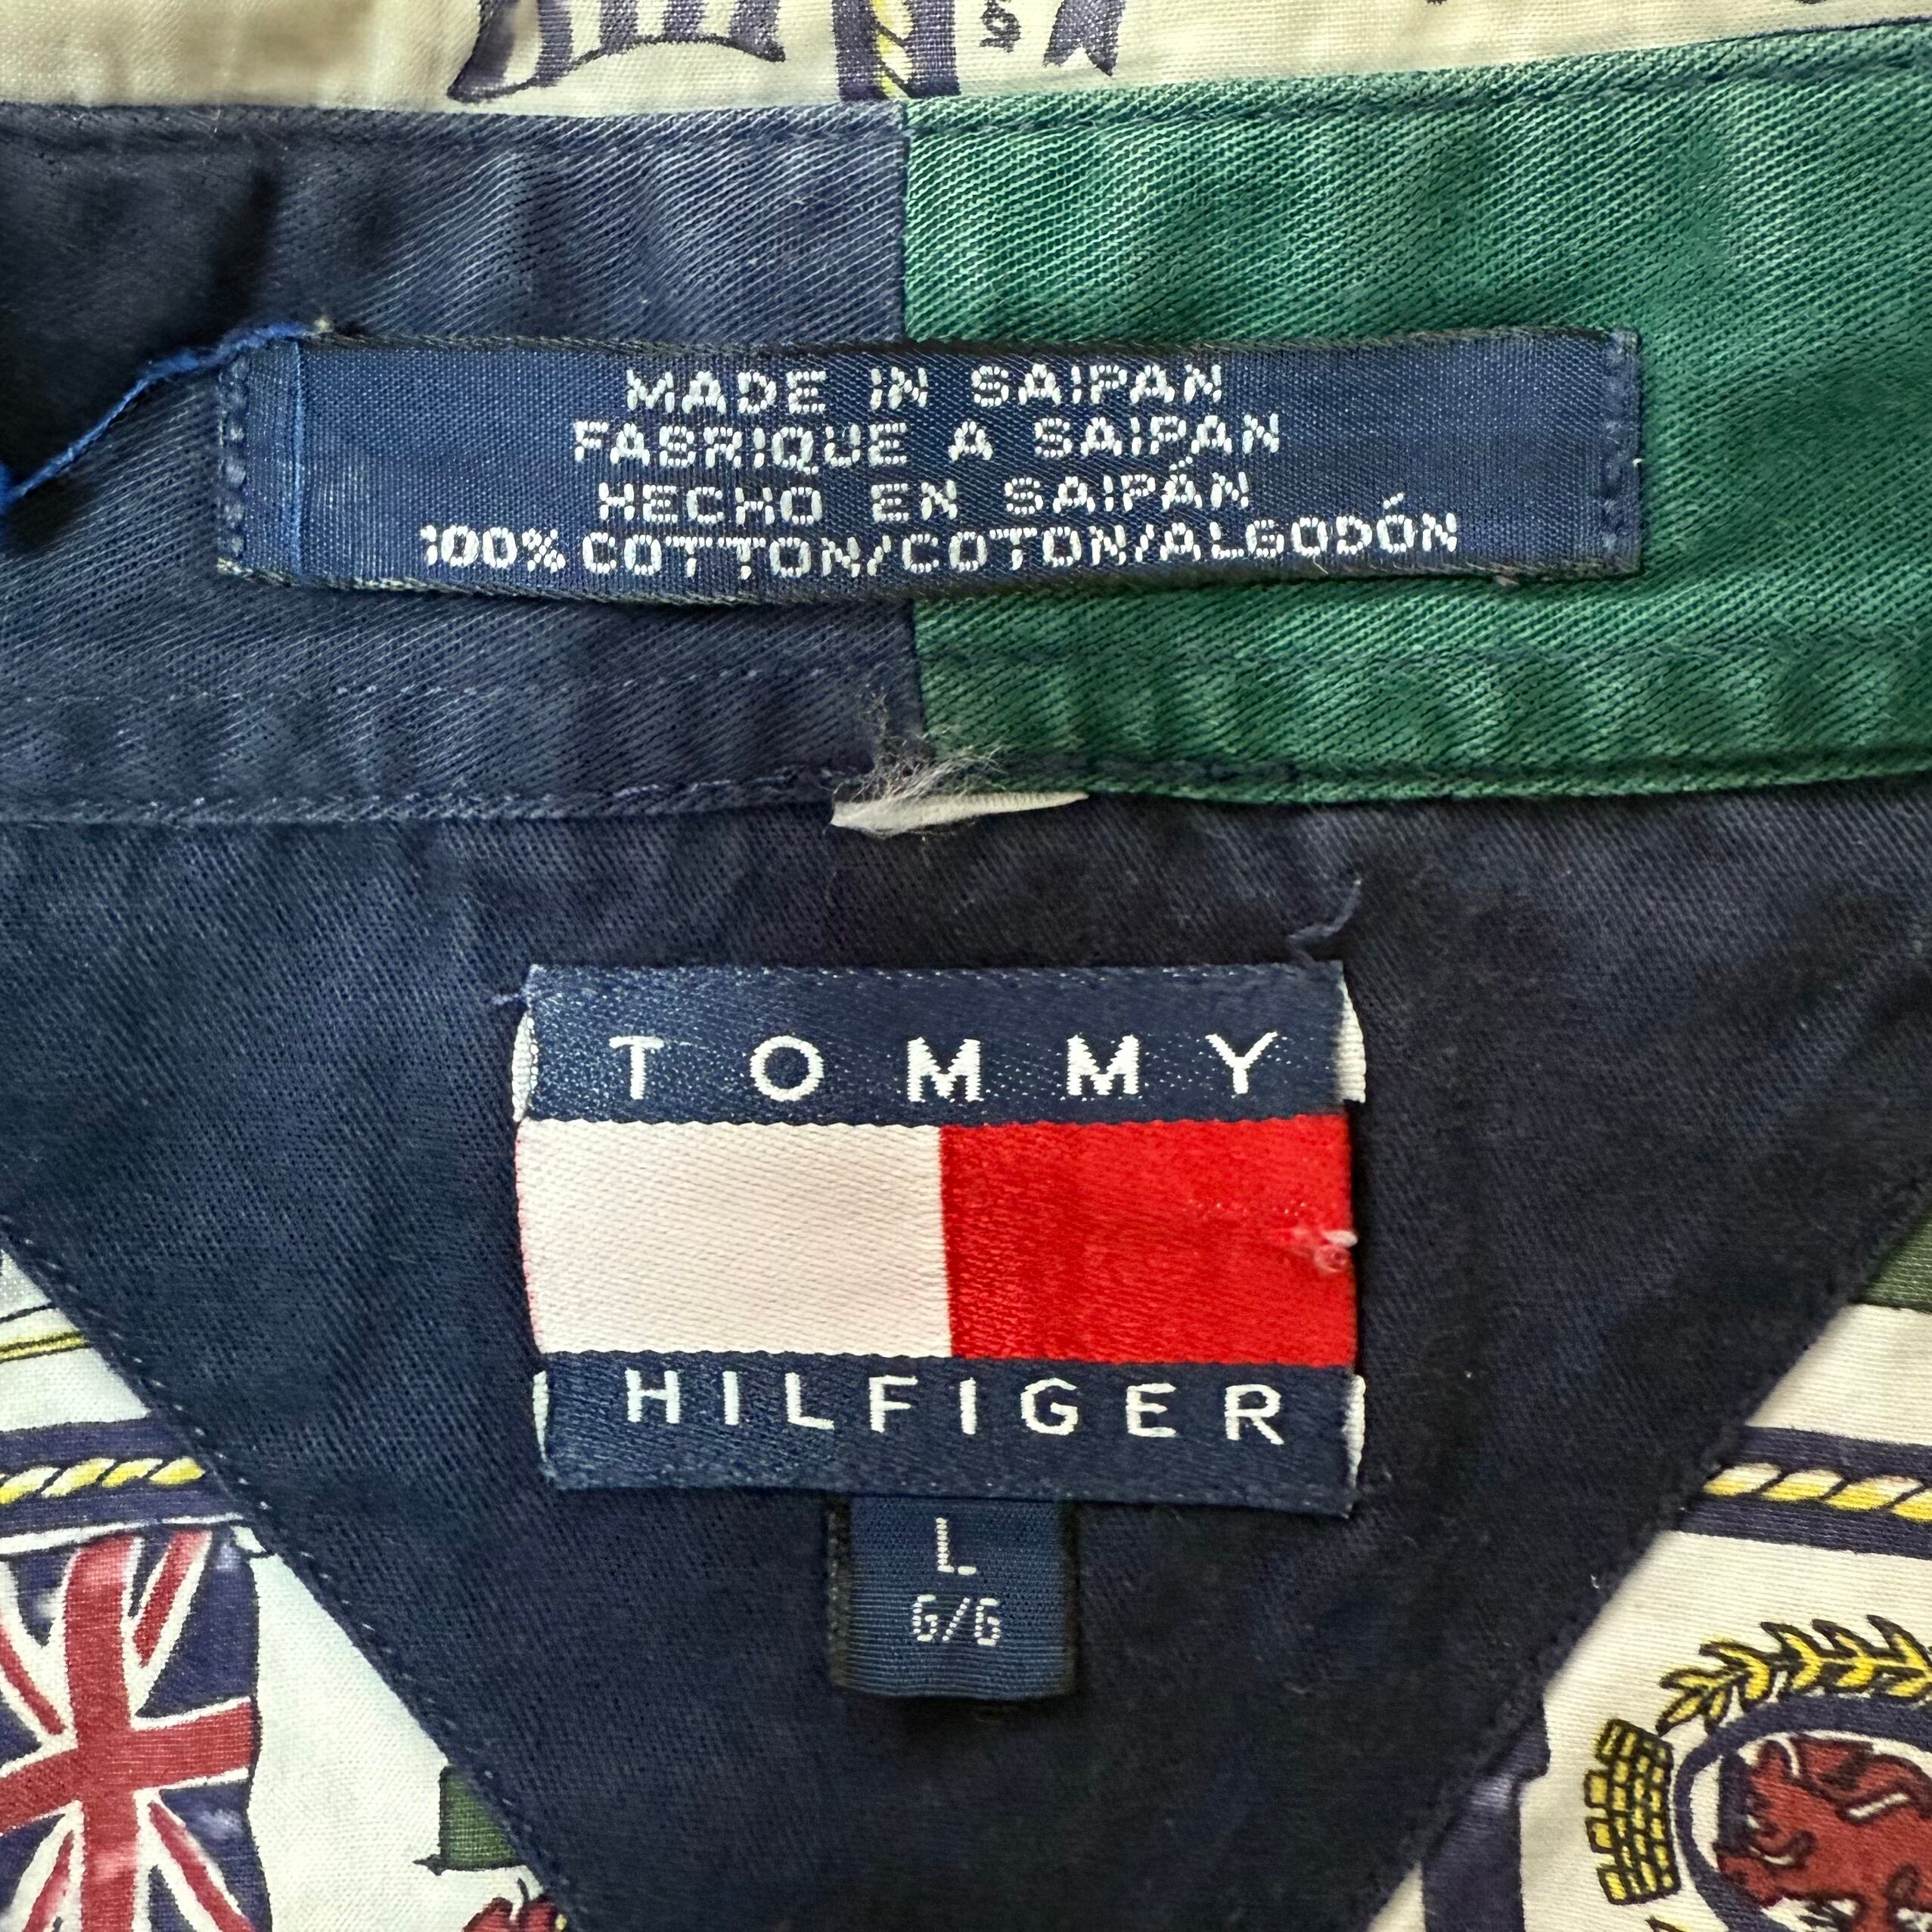 MADE IN SAIPAN
FABRIQUE A SAIPAN
HECHO EN SAIPÁN
100% COTTON/COTON/ALGODÓN
TOMMY
HILFIGER
L
G/G